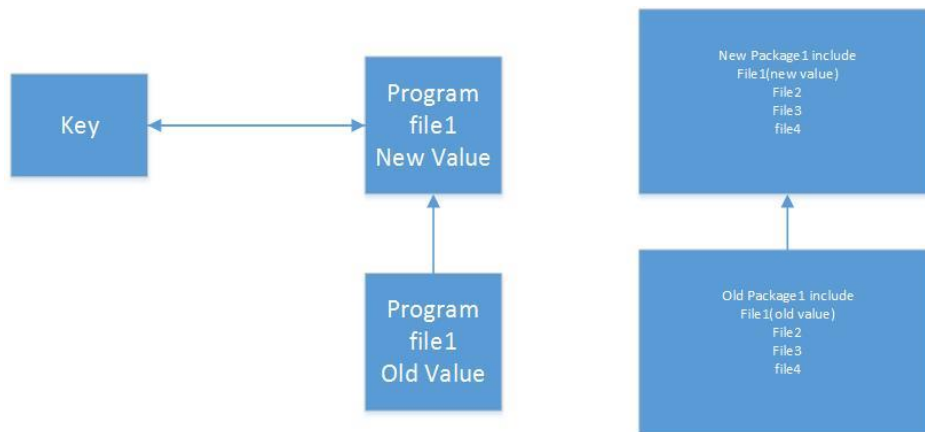 Key
Program
file1
New Value
Program
file1
Old Value
New Package1 include
File1(new value)
File2
File3
file4
Old Package1 include
File1(old value)
File2
File3
file4